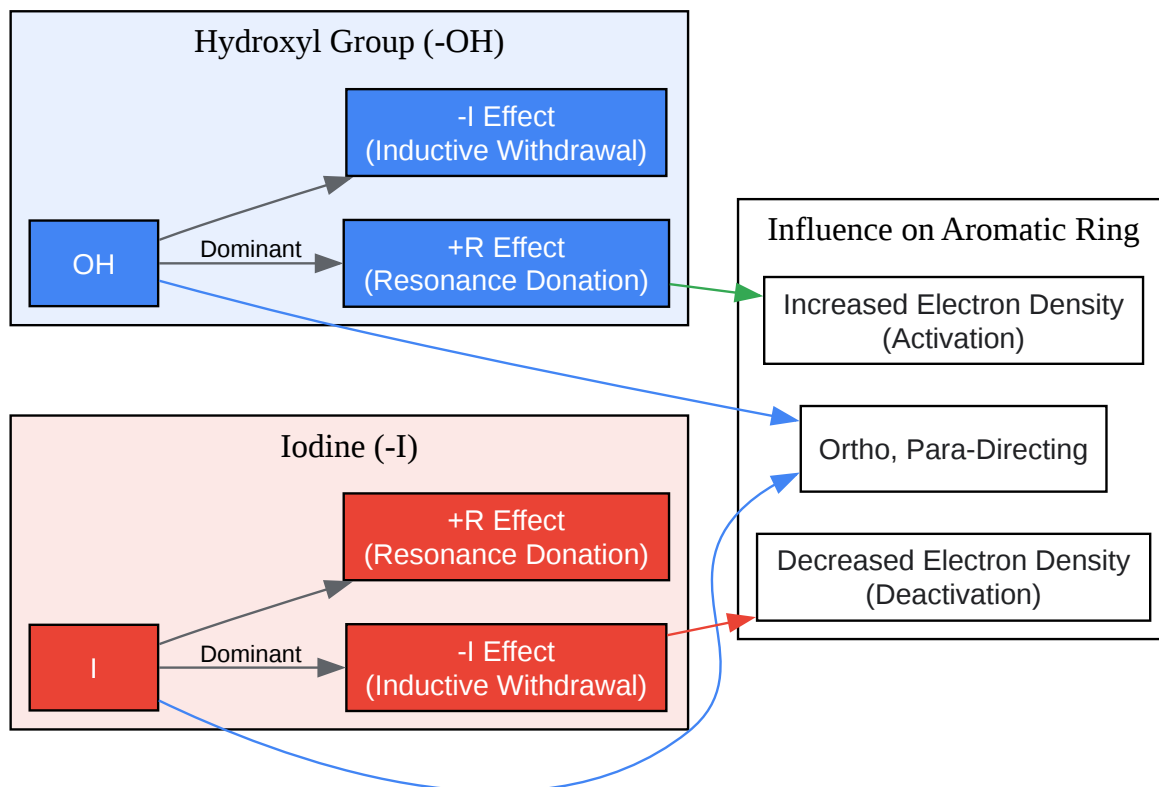 Hydroxyl Group (-OH)
-I Effect
(Inductive Withdrawal)
OH
Dominant
+R Effect
(Resonance Donation)
Influence on Aromatic Ring
Increased Electron Density
(Activation)
Ortho, Para-Directing
Decreased Electron Density
(Deactivation)
Iodine (-I)
+R Effect
(Resonance Donation)
I
Dominant
-I Effect
(Inductive Withdrawal)